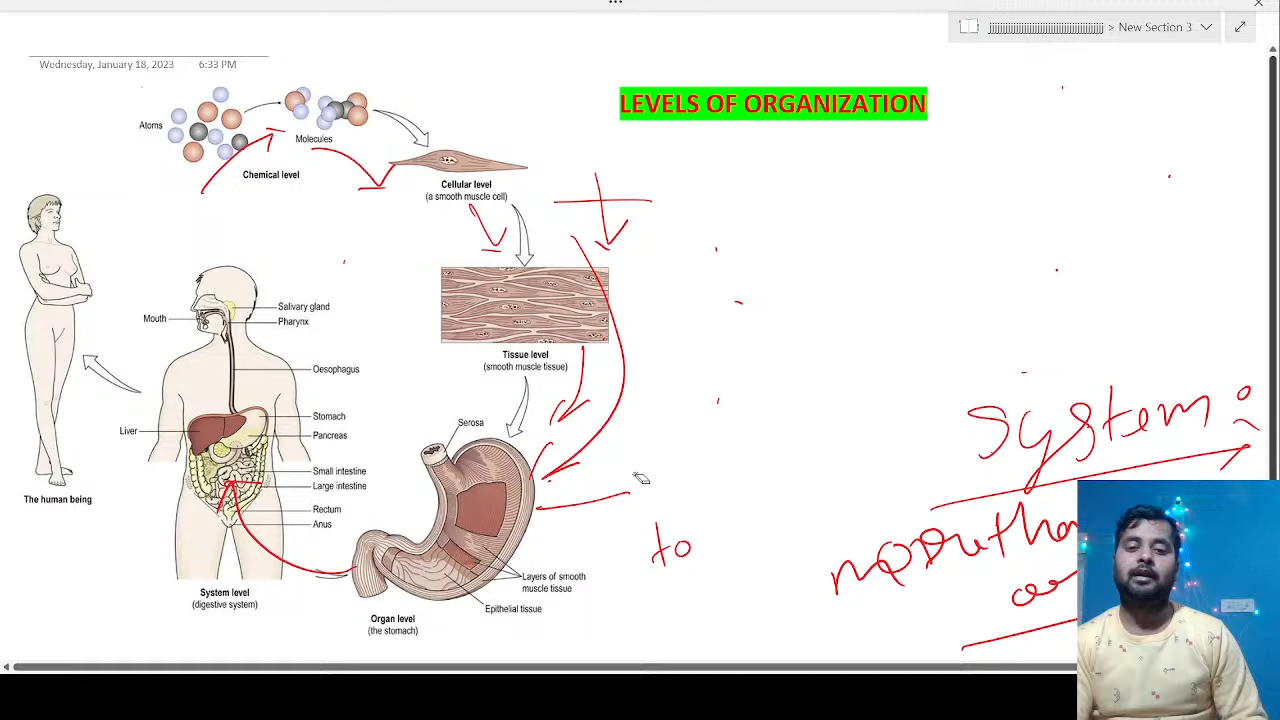 jjjjjjjjjjjjjjjjjjjjjjjjjjjjjjjjjjjjjj > New Section 3
Wednesday, January 18, 2023 6:33 PM
LEVELS OF ORGANIZATION
Atoms
Molecules
Chemical level
Cellular level
(a smooth muscle cell)
Salivary gland
Mouth
Pharynx
Tissue level
(smooth muscle tissue)
Oesophagus
Stomach
Serosa
Liver
Pancreas
Small intestine
Large intestine
The human being
Rectum
Anus
System level
(digestive system)
Layers of smooth
muscle tissue
Epithelial tissue
Organ level
(the stomach)
System:
to